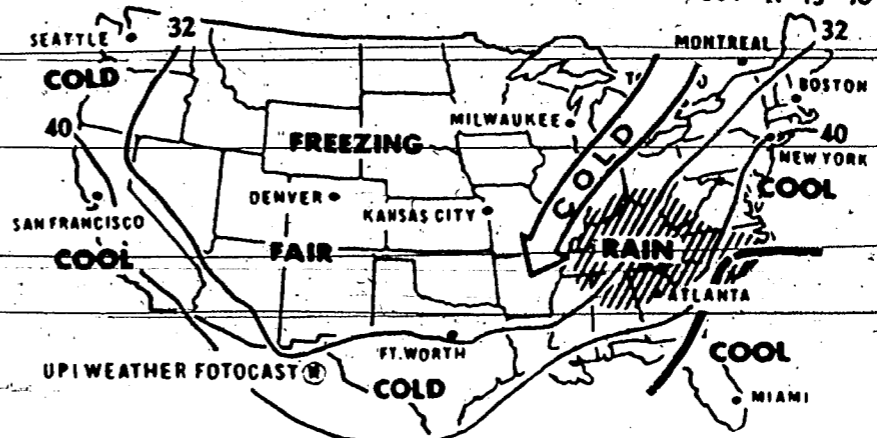 32
SEATTLE
COLD
40
MONTREAL
32
BOSTON
MILWAUKEE
40
NEW YORK
FREEZING
COLD
COOL
DENVER
KANSAS CITY
SAN FRANCISCO
COOL
FAIR
RAIN
ATLANTA
FT. WORTH
COLD
COOL
MIAMI
UPI WEATHER FOTOCAST ®